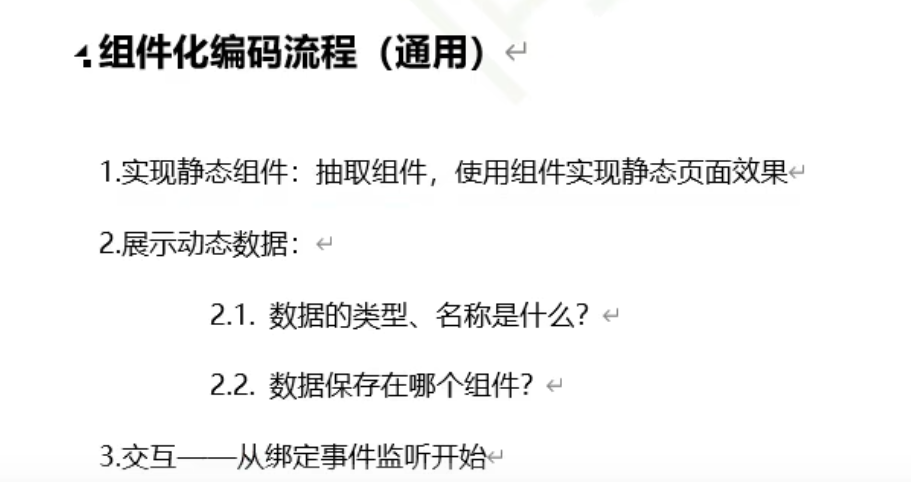 组件化编码流程（通用）
1.实现静态组件：抽取组件，使用组件实现静态页面效果
2.展示动态数据：
2.1. 数据的类型、名称是什么？
2.2. 数据保存在哪个组件？
3.交互——从绑定事件监听开始